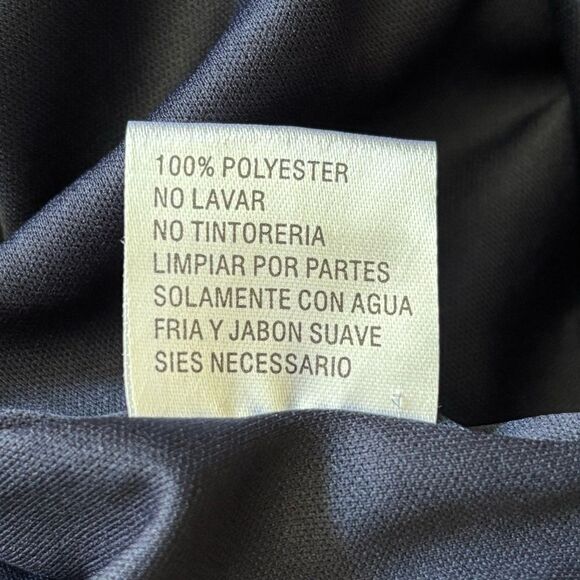 100% POLYESTER
NO LAVAR
NO TINTORERIA
LIMPIAR POR PARTES
SOLAMENTE CON AGUA
FRIA Y JABON SUAVE
SIES NECESSARIO